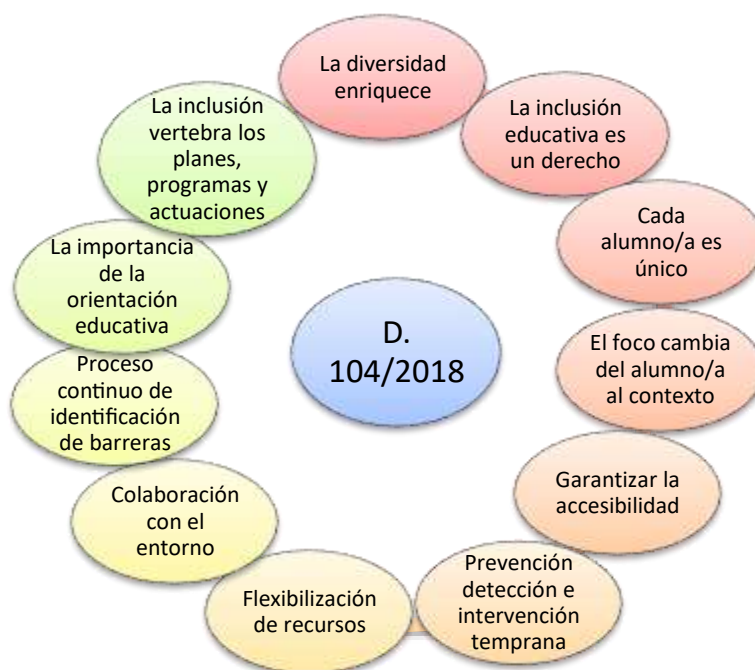 La diversidad
enriquece
La inclusión
educativa es
un derecho
Cada
alumno/a es
único
El foco cambia
del alumno/a
al contexto
Garantizar la
accesibilidad
Prevención
detección e
intervención
temprana
Flexibilización
de recursos
Colaboración
con el
entorno
Proceso
continuo de
identificación
de barreras
La importancia
de la
orientación
educativa
La inclusión
vertebra los
planes,
programas y
actuaciones
D.
104/2018